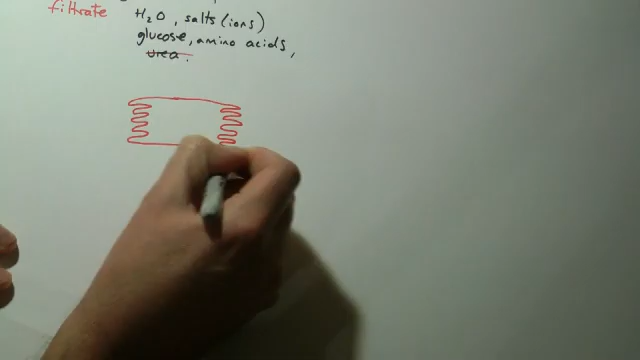 filtrate H₂O, salts (ions)
glucose, amino acids,
urea.